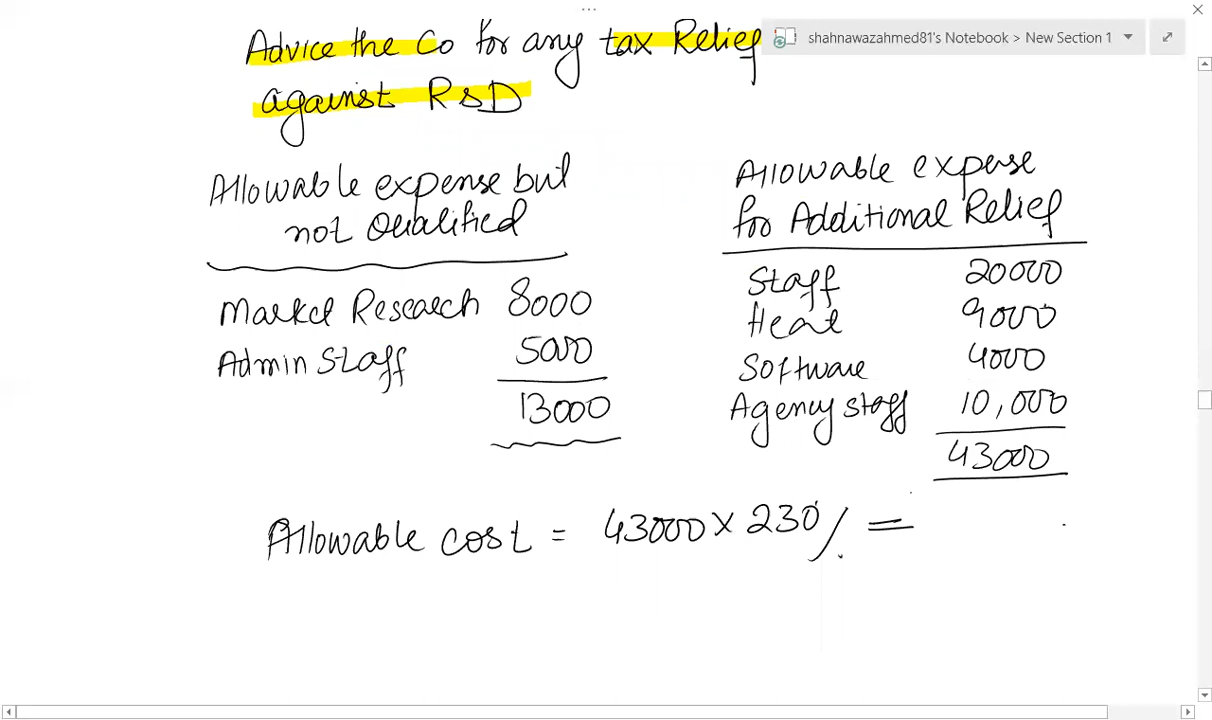 Advice the Co for any tax Relief
shahnawazahmed81's Notebook > New Section 1
against R&D
Allowable expense but
not Qualified
Market Research 8000
Admin Staff 5000
13000
Allowable expense
for Additional Relief
Staff 20000
Heat 9000
Software 4000
Agency staff 10,000
43000
Allowable cost = 43000 × 230% =